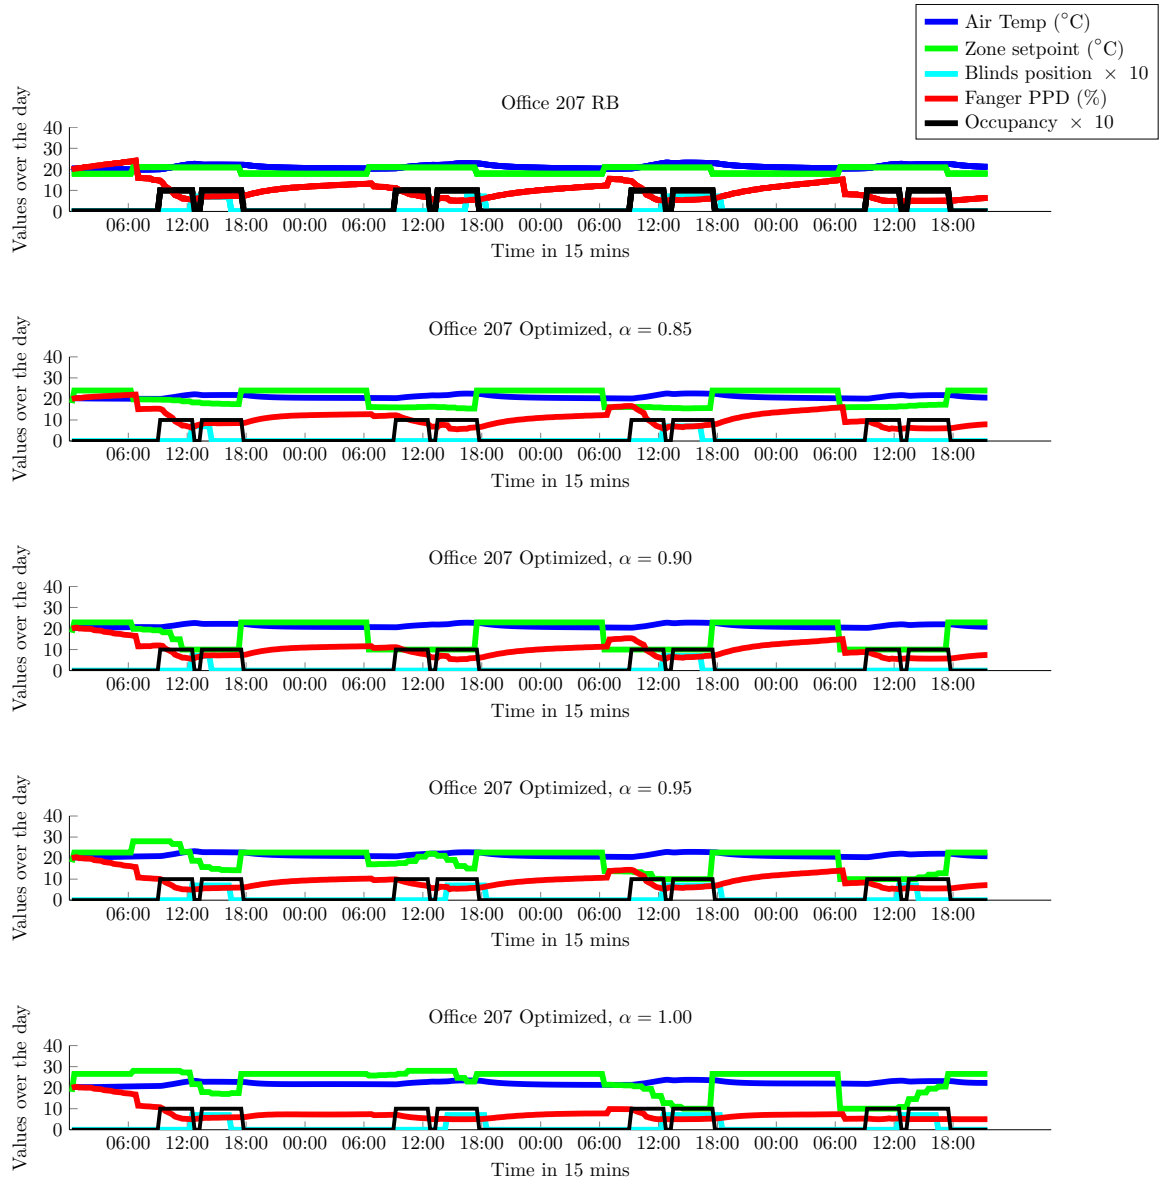 Air Temp (°C)
Zone setpoint (°C)
Blinds position × 10
Fanger PPD (%)
Occupancy × 10
Office 207 RB
Values over the day
40
30
20
10
0
06:00 12:00 18:00 00:00 06:00 12:00 18:00 00:00 06:00 12:00 18:00 00:00 06:00 12:00 18:00
Time in 15 mins
Office 207 Optimized, α = 0.85
Values over the day
40
30
20
10
0
06:00 12:00 18:00 00:00 06:00 12:00 18:00 00:00 06:00 12:00 18:00 00:00 06:00 12:00 18:00
Time in 15 mins
Office 207 Optimized, α = 0.90
Values over the day
40
30
20
10
0
06:00 12:00 18:00 00:00 06:00 12:00 18:00 00:00 06:00 12:00 18:00 00:00 06:00 12:00 18:00
Time in 15 mins
Office 207 Optimized, α = 0.95
Values over the day
40
30
20
10
0
06:00 12:00 18:00 00:00 06:00 12:00 18:00 00:00 06:00 12:00 18:00 00:00 06:00 12:00 18:00
Time in 15 mins
Office 207 Optimized, α = 1.00
Values over the day
40
30
20
10
0
06:00 12:00 18:00 00:00 06:00 12:00 18:00 00:00 06:00 12:00 18:00 00:00 06:00 12:00 18:00
Time in 15 mins